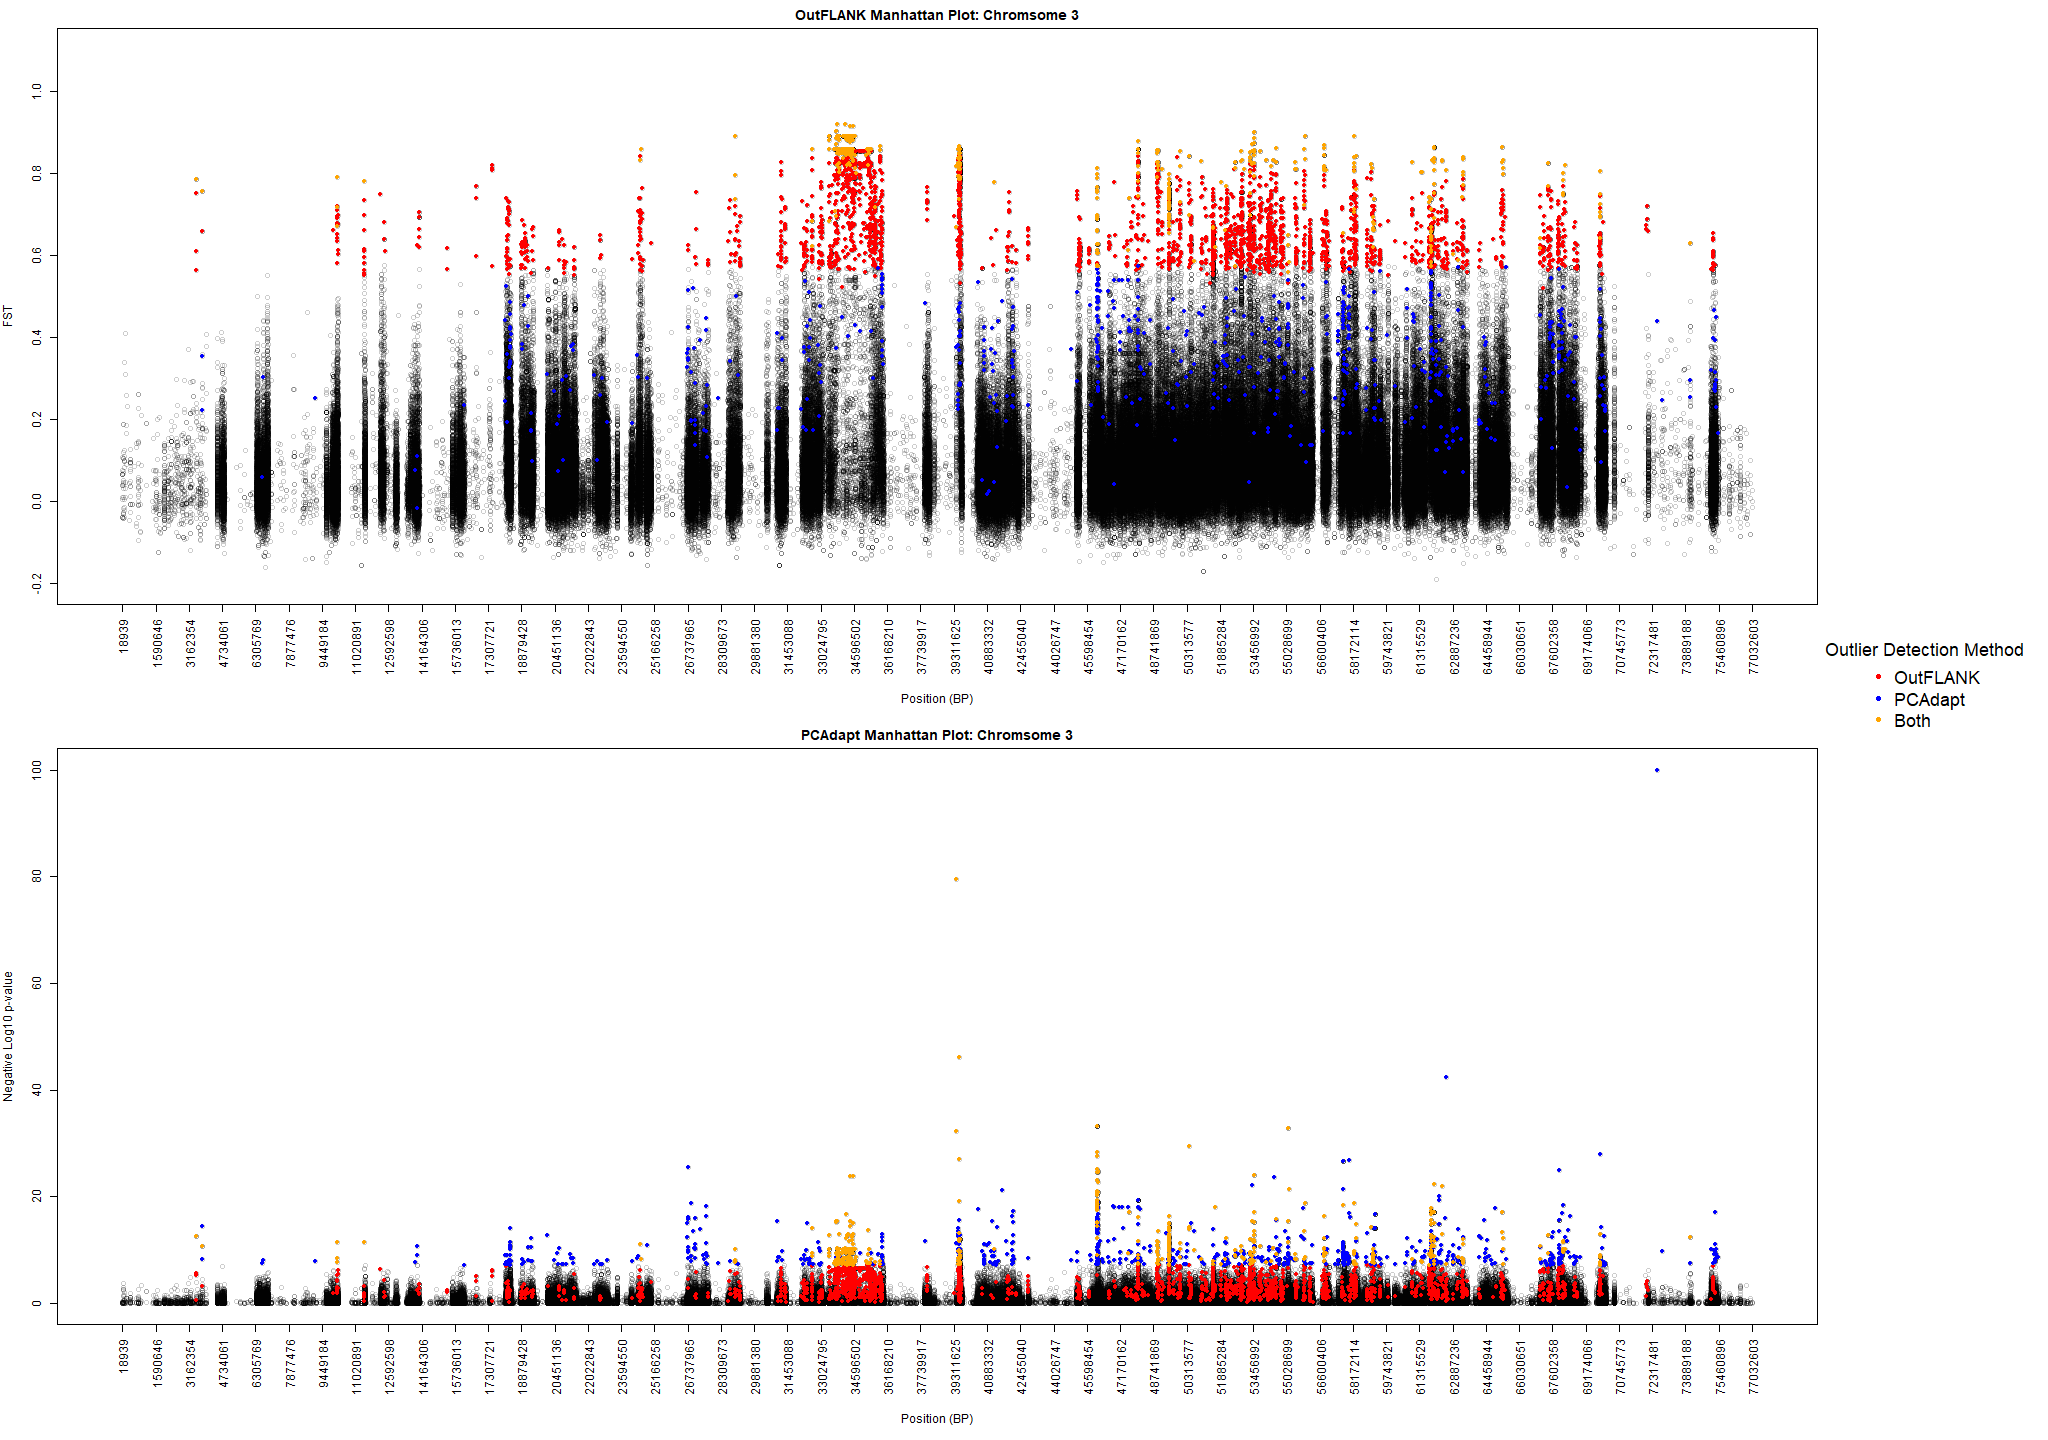 OutFLANK Manhattan Plot: Chromsome 3
FST
1.0
0.8
0.6
0.4
0.2
0.0
-0.2
18939 1590646 3162354 4734061 6305769 7877476 9449184 11020891 12592598 14164306 15736013 17307721 18879428 20451136 22022843 23594550 25166258 26737965 28309673 29881380 31453088 33024795 34596502 36168210 37739917 39311625 40883332 42455040 44026747 45598454 47170162 48741869 50313577 51885284 53456992 55028699 56600406 58172114 59743821 61315529 62887236 64458944 66030651 67602358 69174066 70745773 72317481 73889188 75460896 77032603
Position (BP)
Outlier Detection Method
OutFLANK
PCAdapt
Both
PCAdapt Manhattan Plot: Chromsome 3
Negative Log10 p-value
100
80
60
40
20
0
18939 1590646 3162354 4734061 6305769 7877476 9449184 11020891 12592598 14164306 15736013 17307721 18879428 20451136 22022843 23594550 25166258 26737965 28309673 29881380 31453088 33024795 34596502 36168210 37739917 39311625 40883332 42455040 44026747 45598454 47170162 48741869 50313577 51885284 53456992 55028699 56600406 58172114 59743821 61315529 62887236 64458944 66030651 67602358 69174066 70745773 72317481 73889188 75460896 77032603
Position (BP)